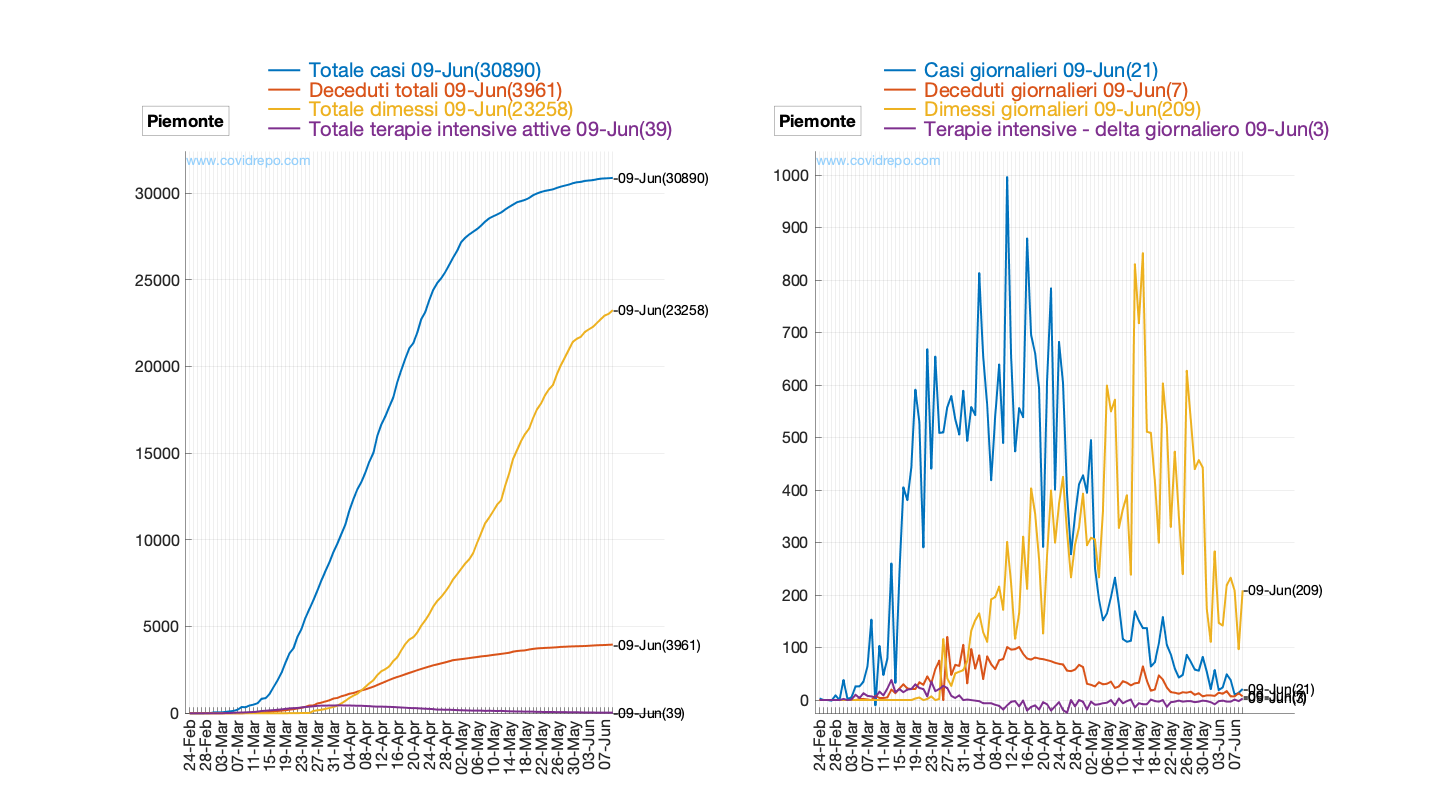 Totale casi 09-Jun(30890)
Deceduti totali 09-Jun(3961)
Totale dimessi 09-Jun(23258)
Totale terapie intensive attive 09-Jun(39)
Piemonte
www.covidrepo.com
30000
25000
20000
15000
10000
5000
0
-09-Jun(30890)
-09-Jun(23258)
-09-Jun(3961)
-09-Jun(39)
24-Feb
28-Feb
03-Mar
07-Mar
11-Mar
15-Mar
19-Mar
23-Mar
27-Mar
31-Mar
04-Apr
08-Apr
12-Apr
16-Apr
20-Apr
24-Apr
28-Apr
02-May
06-May
10-May
14-May
18-May
22-May
26-May
30-May
03-Jun
07-Jun
Casi giornalieri 09-Jun(21)
Deceduti giornalieri 09-Jun(7)
Dimessi giornalieri 09-Jun(209)
Terapie intensive - delta giornaliero 09-Jun(3)
Piemonte
www.covidrepo.com
1000
900
800
700
600
500
400
300
200
100
0
-09-Jun(209)
-09-Jun(21)
24-Feb
28-Feb
03-Mar
07-Mar
11-Mar
15-Mar
19-Mar
23-Mar
27-Mar
31-Mar
04-Apr
08-Apr
12-Apr
16-Apr
20-Apr
24-Apr
28-Apr
02-May
06-May
10-May
14-May
18-May
22-May
26-May
30-May
03-Jun
07-Jun